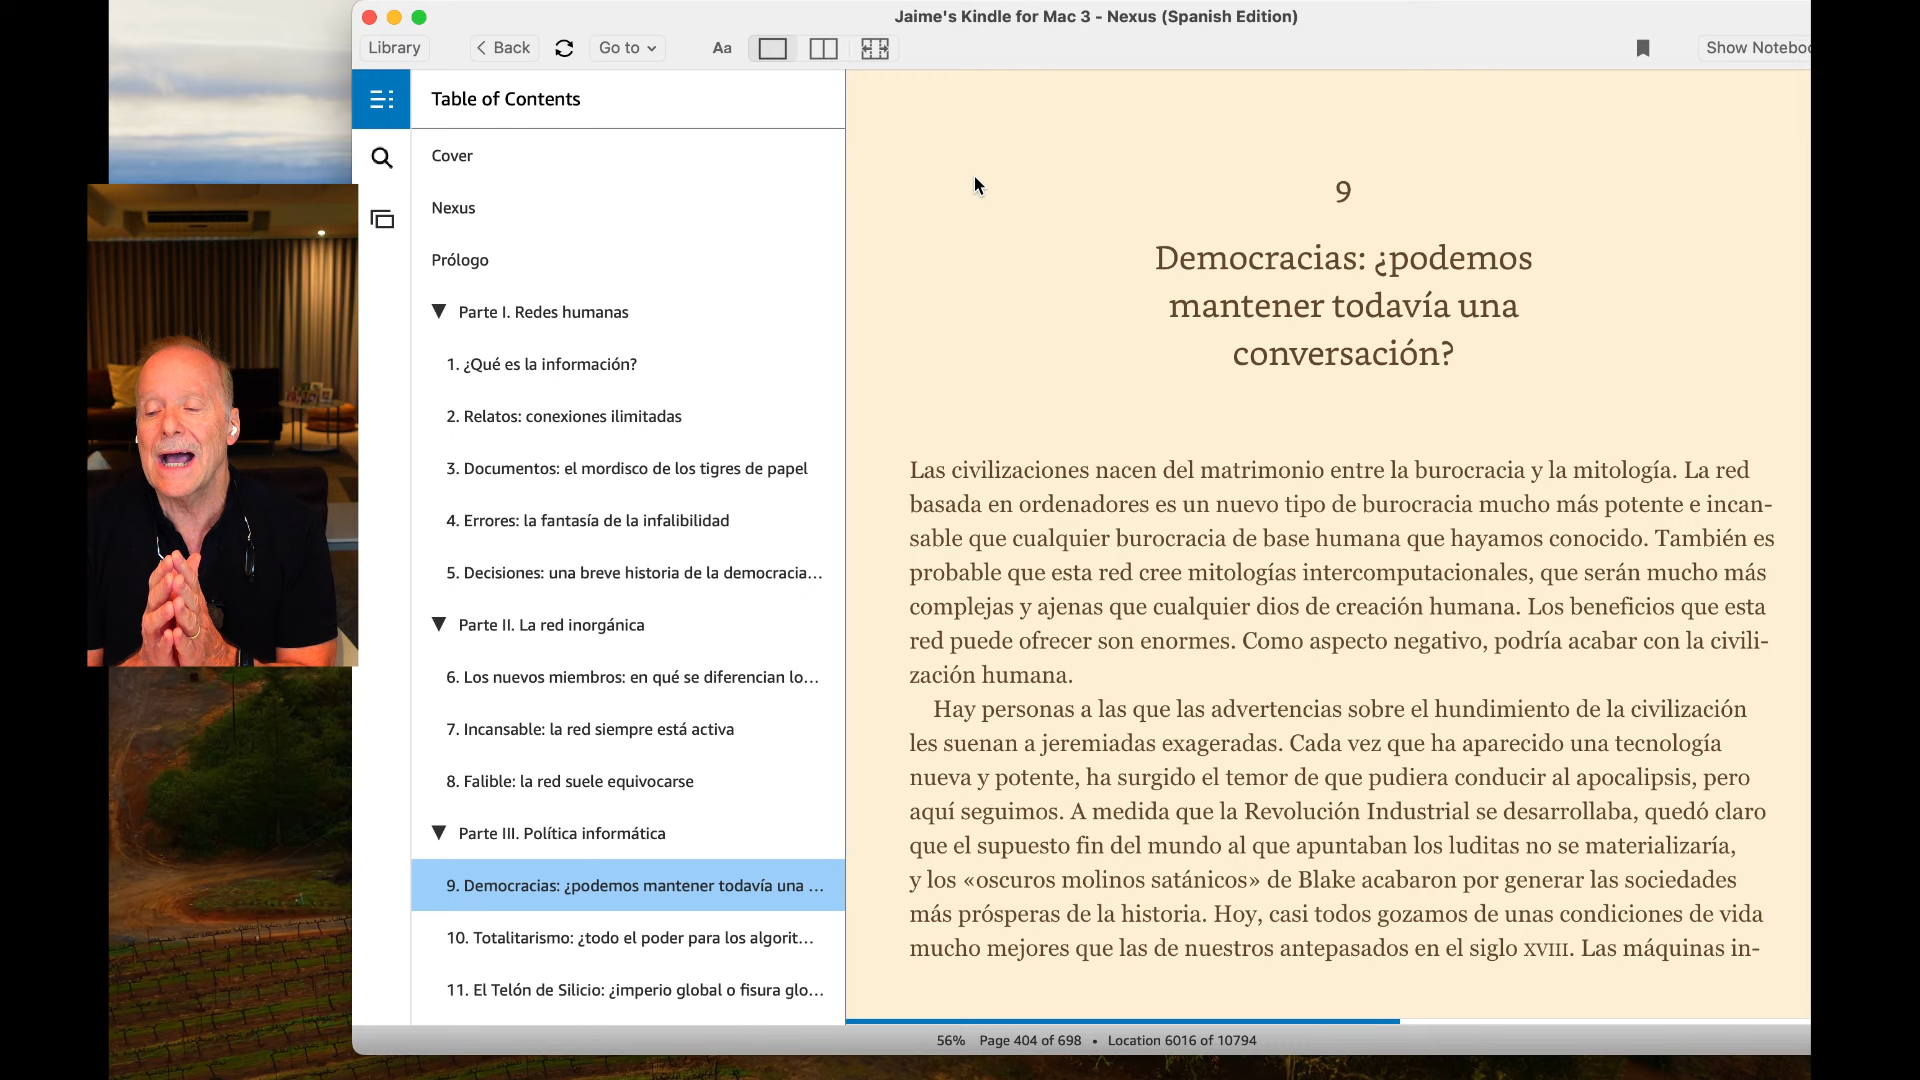 Jaime's Kindle for Mac 3 - Nexus (Spanish Edition)
Library
Back
Go to
Aa
Show Noteboo
Table of Contents
Cover
Nexus
Prólogo
Parte I. Redes humanas
1. ¿Qué es la información?
2. Relatos: conexiones ilimitadas
3. Documentos: el mordisco de los tigres de papel
4. Errores: la fantasía de la infalibilidad
5. Decisiones: una breve historia de la democracia...
Parte II. La red inorgánica
6. Los nuevos miembros: en qué se diferencian lo...
7. Incansable: la red siempre está activa
8. Falible: la red suele equivocarse
Parte III. Política informática
9. Democracias: ¿podemos mantener todavía una ...
10. Totalitarismo: ¿todo el poder para los algorit...
11. El Telón de Silicio: ¿imperio global o fisura glo...
9
Democracias: ¿podemos
mantener todavía una
conversación?
Las civilizaciones nacen del matrimonio entre la burocracia y la mitología. La red
basada en ordenadores es un nuevo tipo de burocracia mucho más potente e incan-
sable que cualquier burocracia de base humana que hayamos conocido. También es
probable que esta red cree mitologías intercomputacionales, que serán mucho más
complejas y ajenas que cualquier dios de creación humana. Los beneficios que esta
red puede ofrecer son enormes. Como aspecto negativo, podría acabar con la civili-
zación humana.
Hay personas a las que las advertencias sobre el hundimiento de la civilización
les suenan a jeremiadas exageradas. Cada vez que ha aparecido una tecnología
nueva y potente, ha surgido el temor de que pudiera conducir al apocalipsis, pero
aquí seguimos. A medida que la Revolución Industrial se desarrollaba, quedó claro
que el supuesto fin del mundo al que apuntaban los luditas no se materializaría,
y los «oscuros molinos satánicos» de Blake acabaron por generar las sociedades
más prósperas de la historia. Hoy, casi todos gozamos de unas condiciones de vida
mucho mejores que las de nuestros antepasados en el siglo XVIII. Las máquinas in-
56% Page 404 of 698 • Location 6016 of 10794